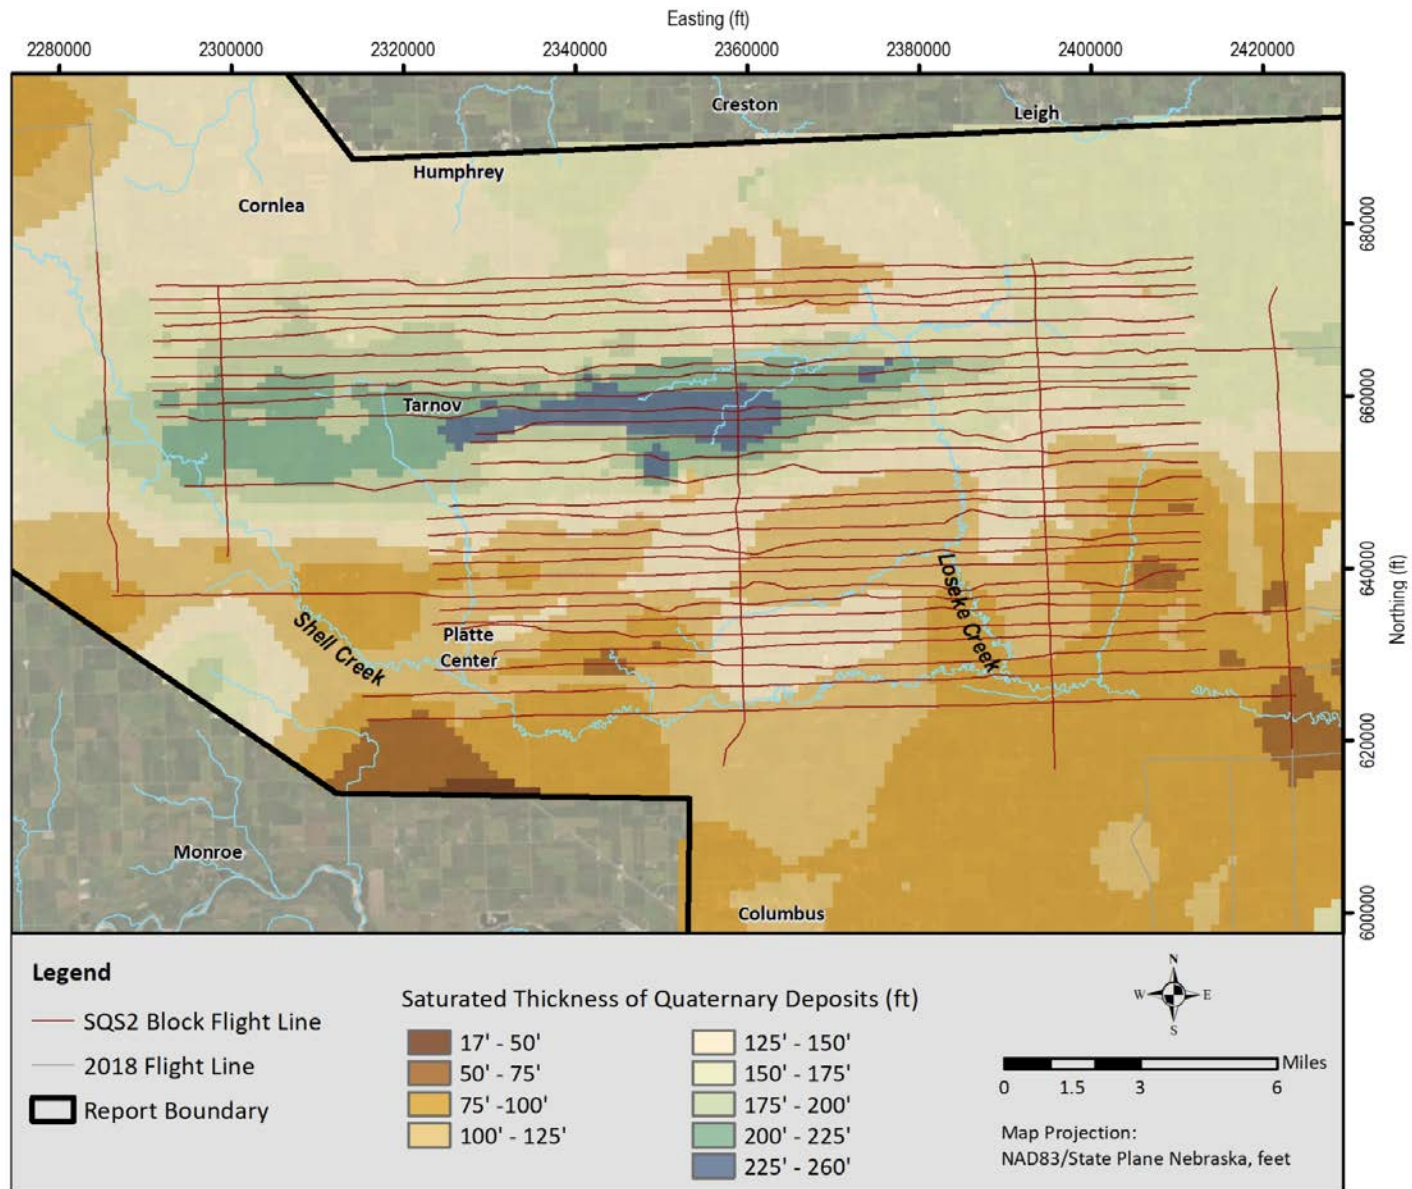 Easting (ft)
2280000 2300000 2320000 2340000 2360000 2380000 2400000 2420000
Creston
Leigh
Humphrey
Cornlea
680000
Tarnov
660000
Loseke Creek
640000
Northing (ft)
Shell Creek
Platte
Center
620000
Monroe
Columbus
600000
Legend
SQS2 Block Flight Line
2018 Flight Line
Report Boundary
Saturated Thickness of Quaternary Deposits (ft)
17' - 50'
50' - 75'
75' -100'
100' - 125'
125' - 150'
150' - 175'
175' - 200'
200' - 225'
225' - 260'
N
W E
S
Miles
0 1.5 3 6
Map Projection:
NAD83/State Plane Nebraska, feet